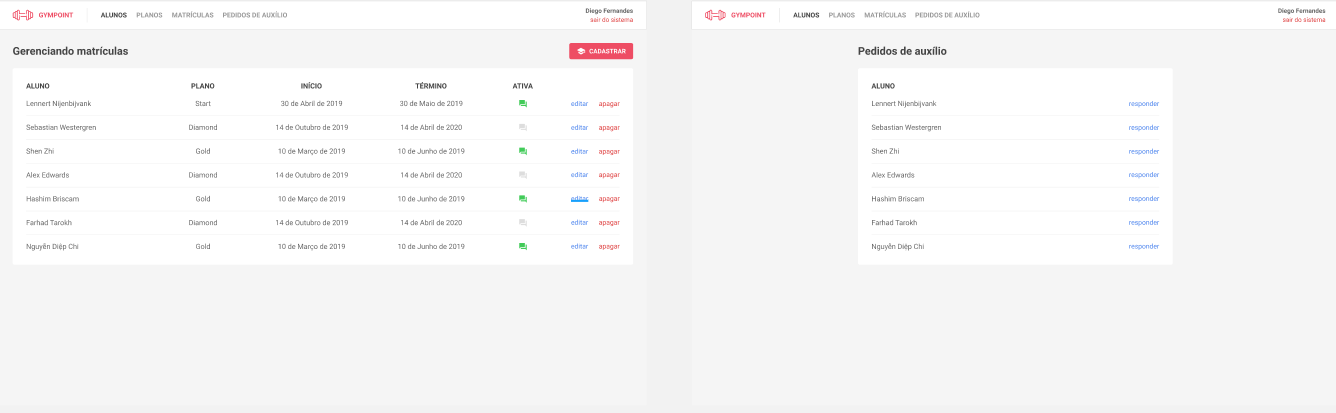 GYMPOINT ALUNOS PLANOS MATRÍCULAS PEDIDOS DE AUXÍLIO Diego Fernandes
sair do sistema
Gerenciando matrículas CADASTRAR
ALUNO PLANO INÍCIO TÉRMINO ATIVA
Lennert Nijenbijvank Start 30 de Abril de 2019 30 de Maio de 2019 editar apagar
Sebastian Westergren Diamond 14 de Outubro de 2019 14 de Abril de 2020 editar apagar
Shen Zhi Gold 10 de Março de 2019 10 de Junho de 2019 editar apagar
Alex Edwards Diamond 14 de Outubro de 2019 14 de Abril de 2020 editar apagar
Hashim Briscam Gold 10 de Março de 2019 10 de Junho de 2019 editar apagar
Farhad Tarokh Diamond 14 de Outubro de 2019 14 de Abril de 2020 editar apagar
Nguyễn Diệp Chi Gold 10 de Março de 2019 10 de Junho de 2019 editar apagar
GYMPOINT ALUNOS PLANOS MATRÍCULAS PEDIDOS DE AUXÍLIO Diego Fernandes
sair do sistema
Pedidos de auxílio
ALUNO
Lennert Nijenbijvank responder
Sebastian Westergren responder
Shen Zhi responder
Alex Edwards responder
Hashim Briscam responder
Farhad Tarokh responder
Nguyễn Diệp Chi responder